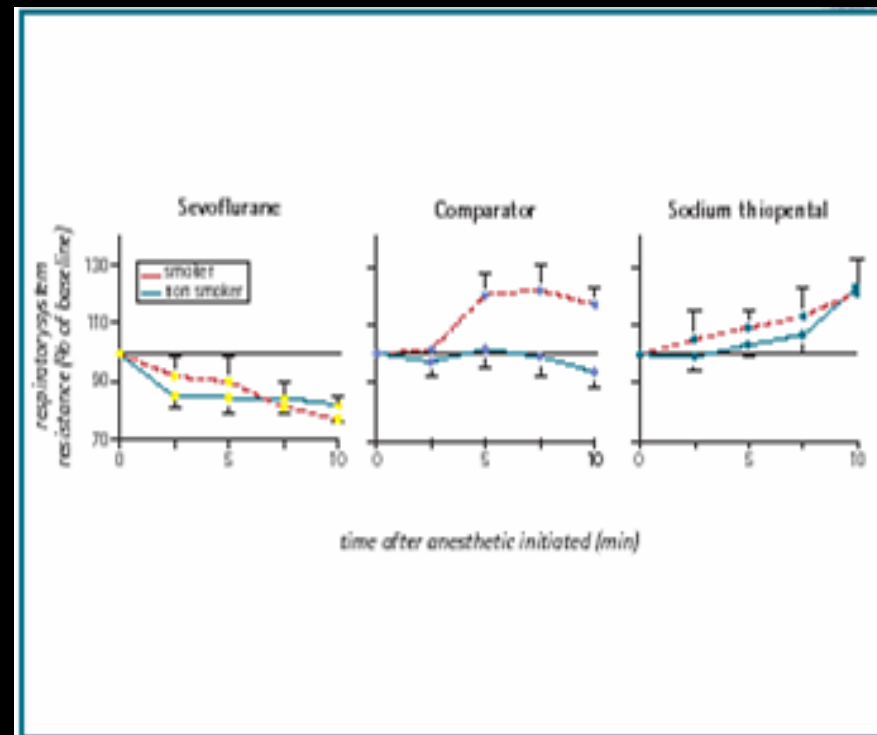 Sevoflurane
Comparator
Sodium thiopental
respiratory system
resistance (% of baseline)
130
110
90
70
smoker
non smoker
0
5
10
0
5
10
0
5
10
time after anesthetic initiated (min)